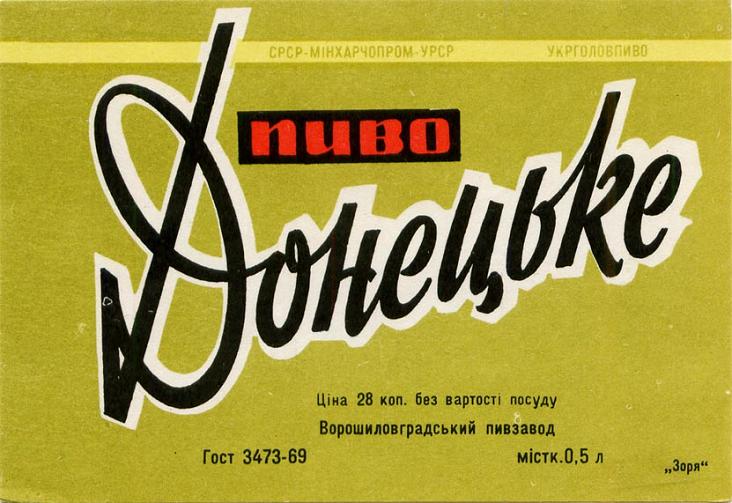 СРСР-МІНХАРЧОПРОМ-УРСР УКРГОЛОВПИВО
ПИВО
Донецьке
Ціна 28 коп. без вартості посуду
Ворошиловградський пивзавод
Гост 3473-69 містк.0,5 л
„Зоря“